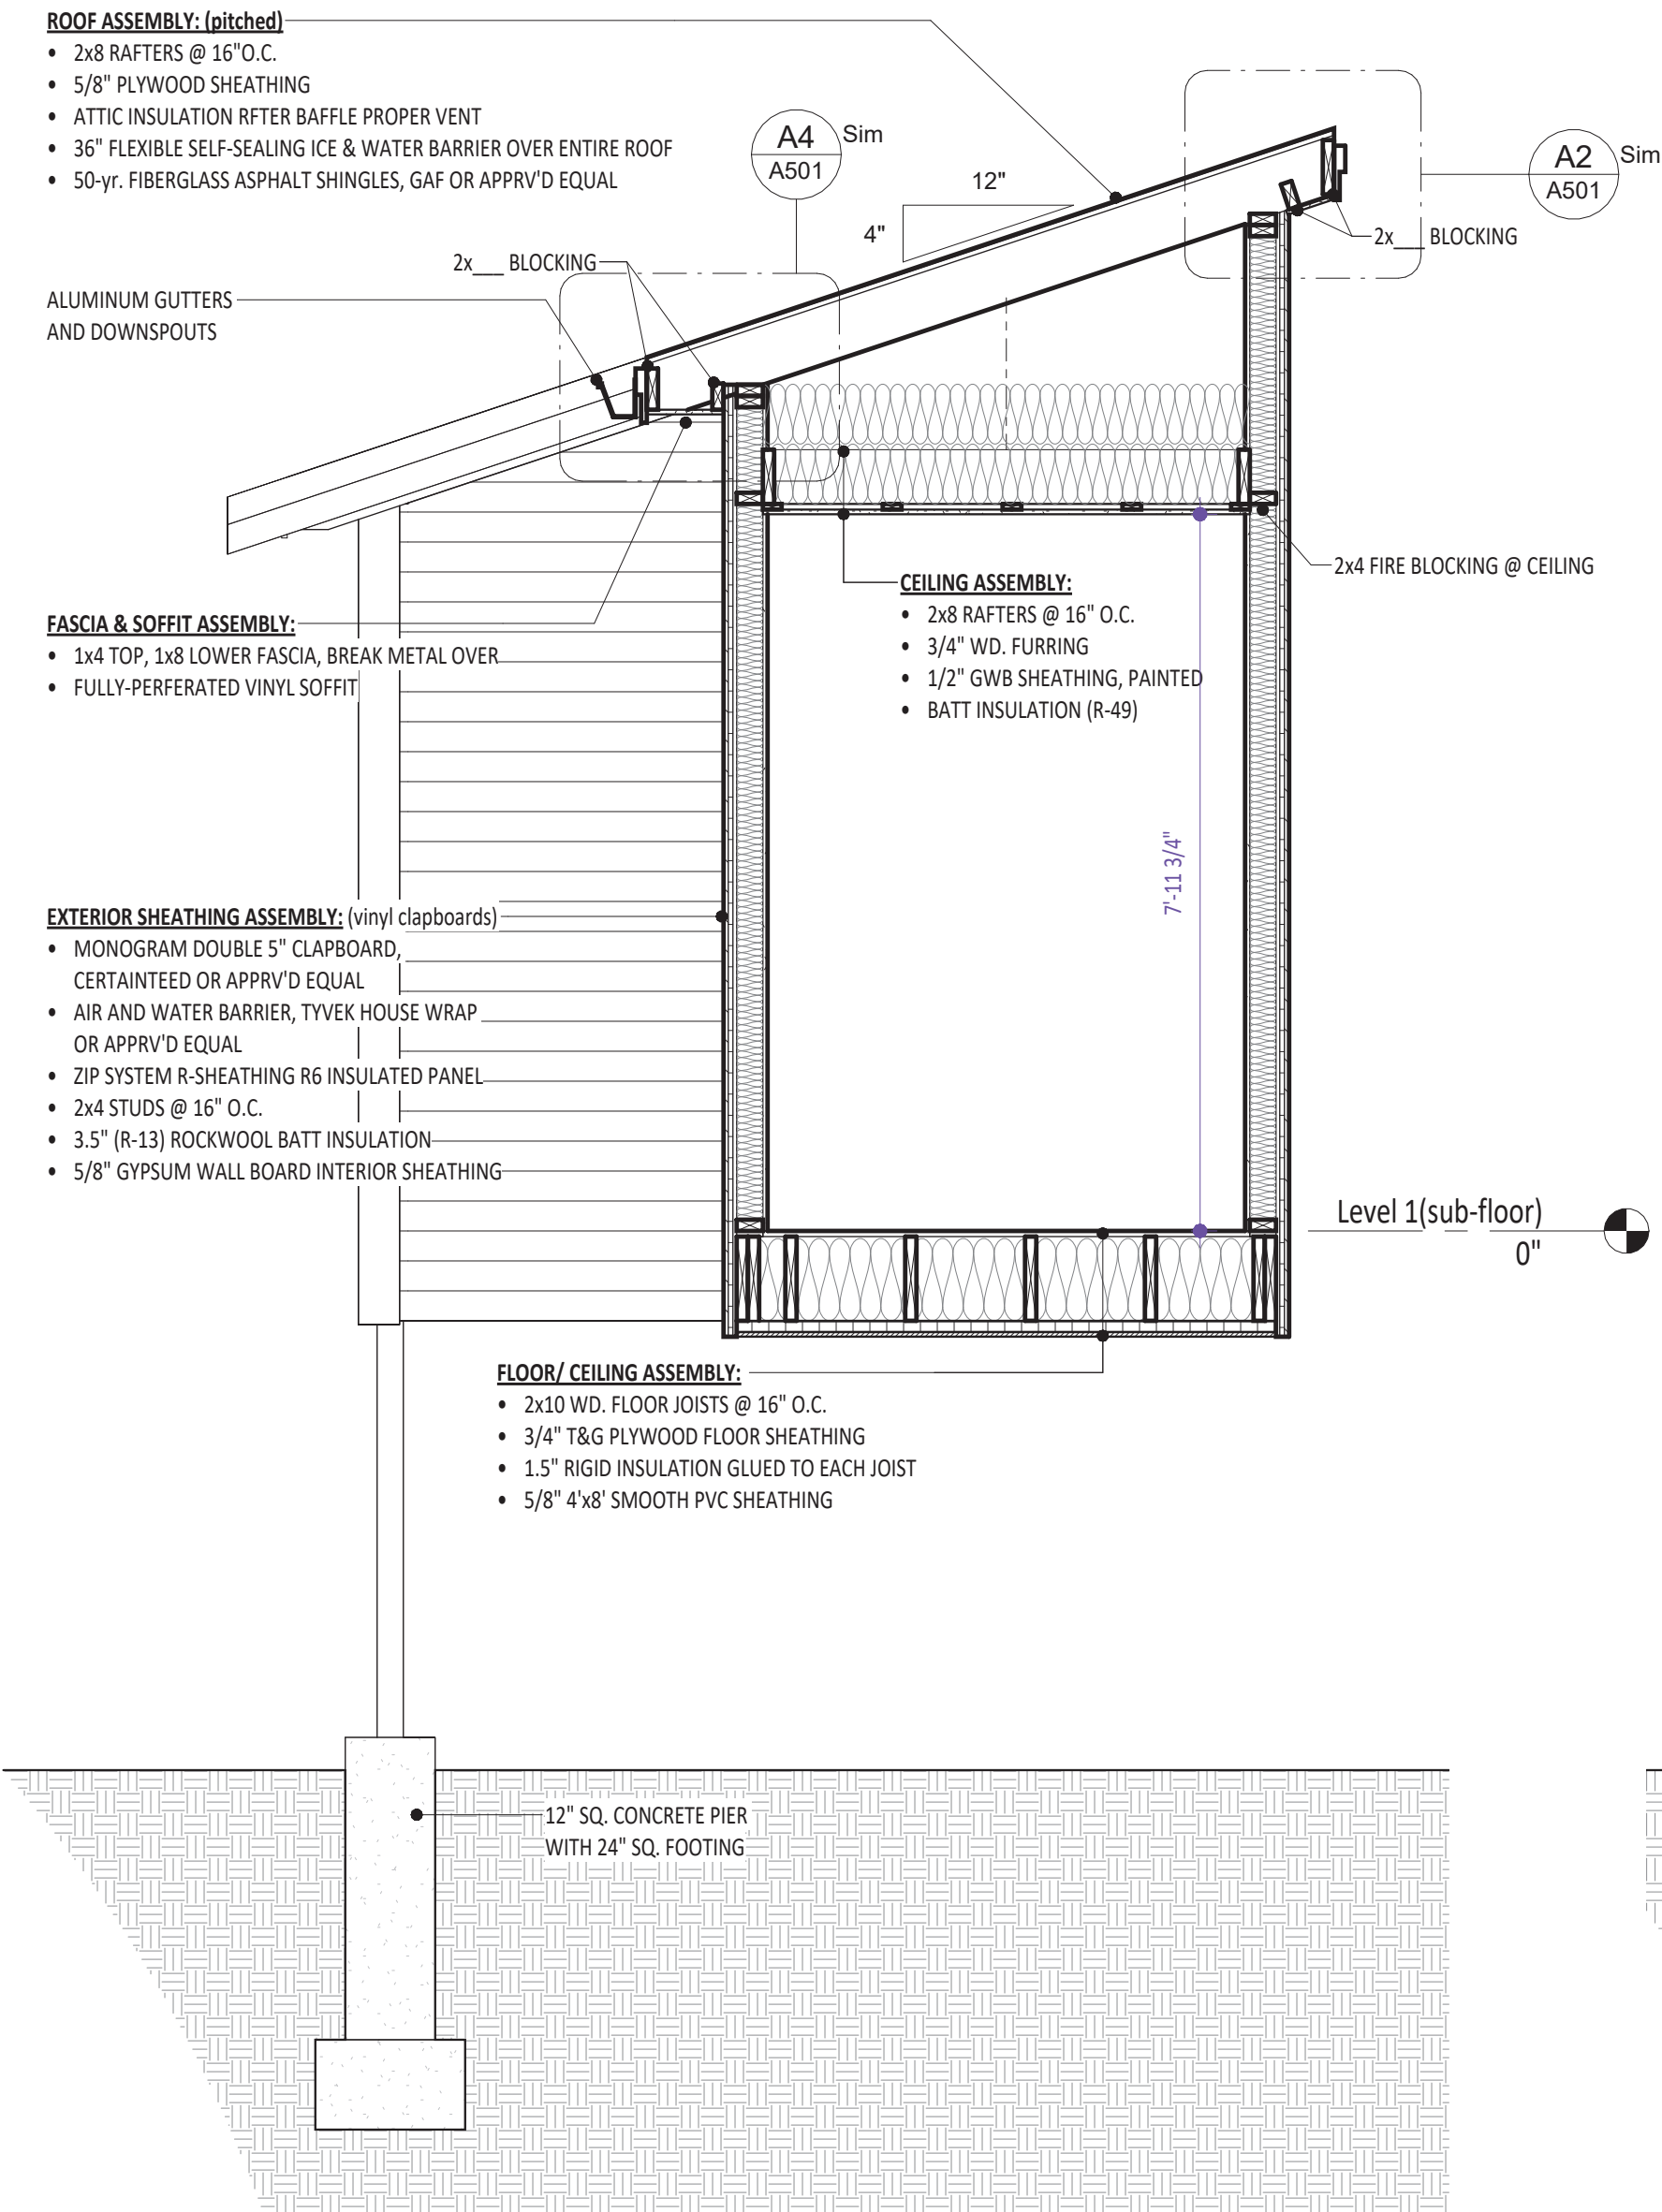 ROOF ASSEMBLY: (pitched)
• 2x8 RAFTERS @ 16"O.C.
• 5/8" PLYWOOD SHEATHING
• ATTIC INSULATION RFTER BAFFLE PROPER VENT
• 36" FLEXIBLE SELF-SEALING ICE & WATER BARRIER OVER ENTIRE ROOF
• 50-yr. FIBERGLASS ASPHALT SHINGLES, GAF OR APPRV'D EQUAL
A4
A501
Sim
A2
A501
Sim
12"
4"
2x___ BLOCKING
2x___ BLOCKING
ALUMINUM GUTTERS
AND DOWNSPOUTS
2x4 FIRE BLOCKING @ CEILING
CEILING ASSEMBLY:
• 2x8 RAFTERS @ 16" O.C.
• 3/4" WD. FURRING
• 1/2" GWB SHEATHING, PAINTED
• BATT INSULATION (R-49)
FASCIA & SOFFIT ASSEMBLY:
• 1x4 TOP, 1x8 LOWER FASCIA, BREAK METAL OVER
• FULLY-PERFERATED VINYL SOFFIT
7'-11 3/4"
EXTERIOR SHEATHING ASSEMBLY: (vinyl clapboards)
• MONOGRAM DOUBLE 5" CLAPBOARD,
CERTAINTEED OR APPRV'D EQUAL
• AIR AND WATER BARRIER, TYVEK HOUSE WRAP
OR APPRV'D EQUAL
• ZIP SYSTEM R-SHEATHING R6 INSULATED PANEL
• 2x4 STUDS @ 16" O.C.
• 3.5" (R-13) ROCKWOOL BATT INSULATION
• 5/8" GYPSUM WALL BOARD INTERIOR SHEATHING
Level 1(sub-floor)
0"
FLOOR/ CEILING ASSEMBLY:
• 2x10 WD. FLOOR JOISTS @ 16" O.C.
• 3/4" T&G PLYWOOD FLOOR SHEATHING
• 1.5" RIGID INSULATION GLUED TO EACH JOIST
• 5/8" 4'x8' SMOOTH PVC SHEATHING
12" SQ. CONCRETE PIER
WITH 24" SQ. FOOTING